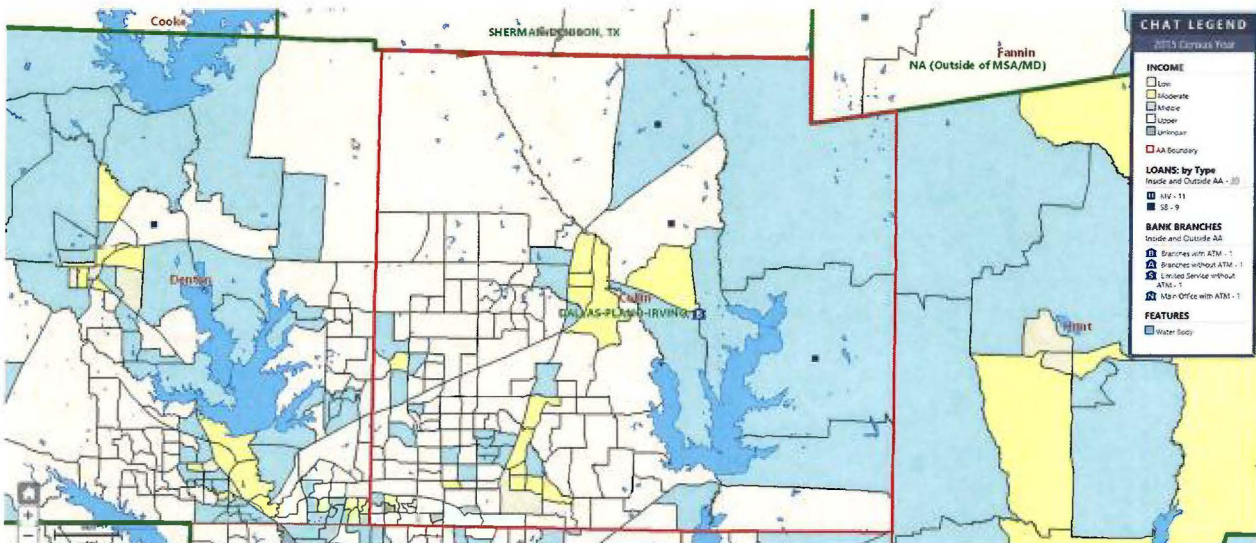 Cooke
SHERMAN-DENISON, TX
Fannin
NA (Outside of MSA/MD)
Denton
Collin
DALLAS-PLANO-IRVING,
Hunt
CHAT LEGEND
2015 Census Year
INCOME
Low
Moderate
Middle
Upper
Unknown
AA Boundary
LOANS: by Type
Inside and Outside AA - 20
SB - 9
BANK BRANCHES
Inside and Outside AA
Branches with ATM - 1
Branches without ATM - 1
Limited Service without
ATM - 1
Main Office with ATM - 1
FEATURES
Water Body
+
−